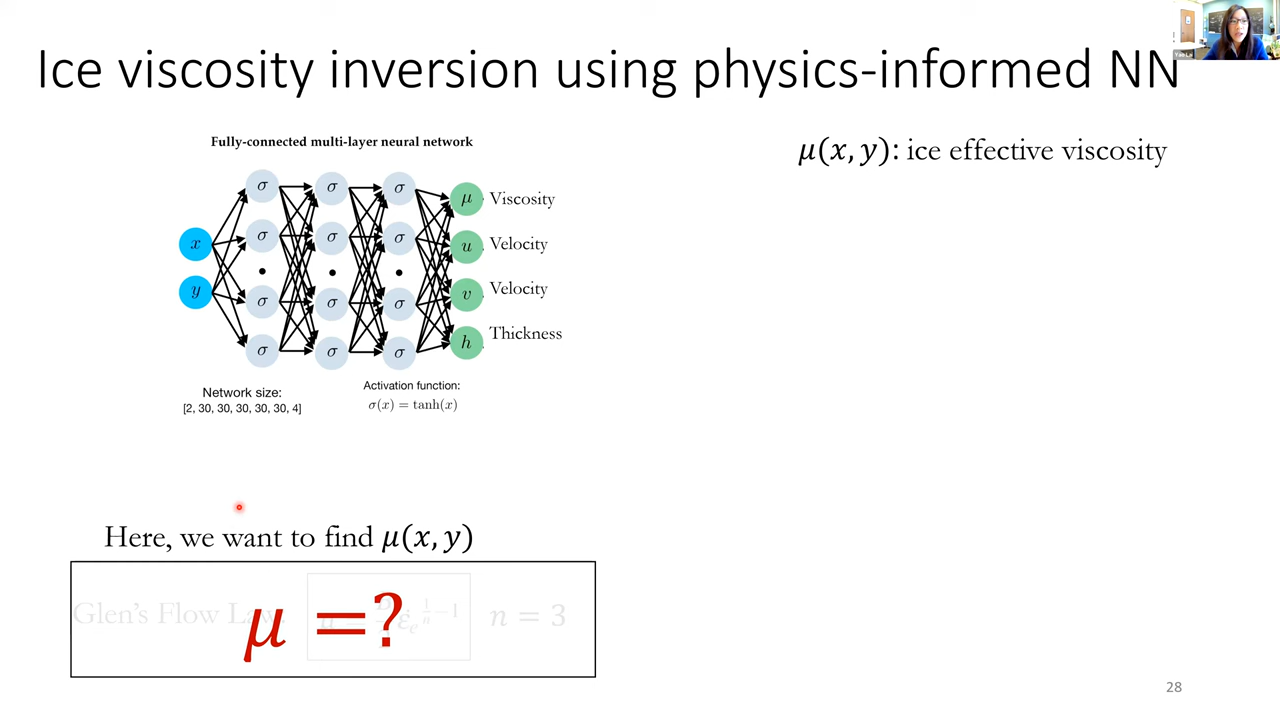 Ice viscosity inversion using physics-informed NN
Fully-connected multi-layer neural network
μ(x, y): ice effective viscosity
σ σ σ
μ Viscosity
x
σ σ σ
u Velocity
y
σ σ σ
v Velocity
h Thickness
σ σ σ
Network size:
[2, 30, 30, 30, 30, 30, 4]
Activation function:
σ(x) = tanh(x)
Here, we want to find μ(x, y)
Glen's Flow Law
n = 3
μ =?
28